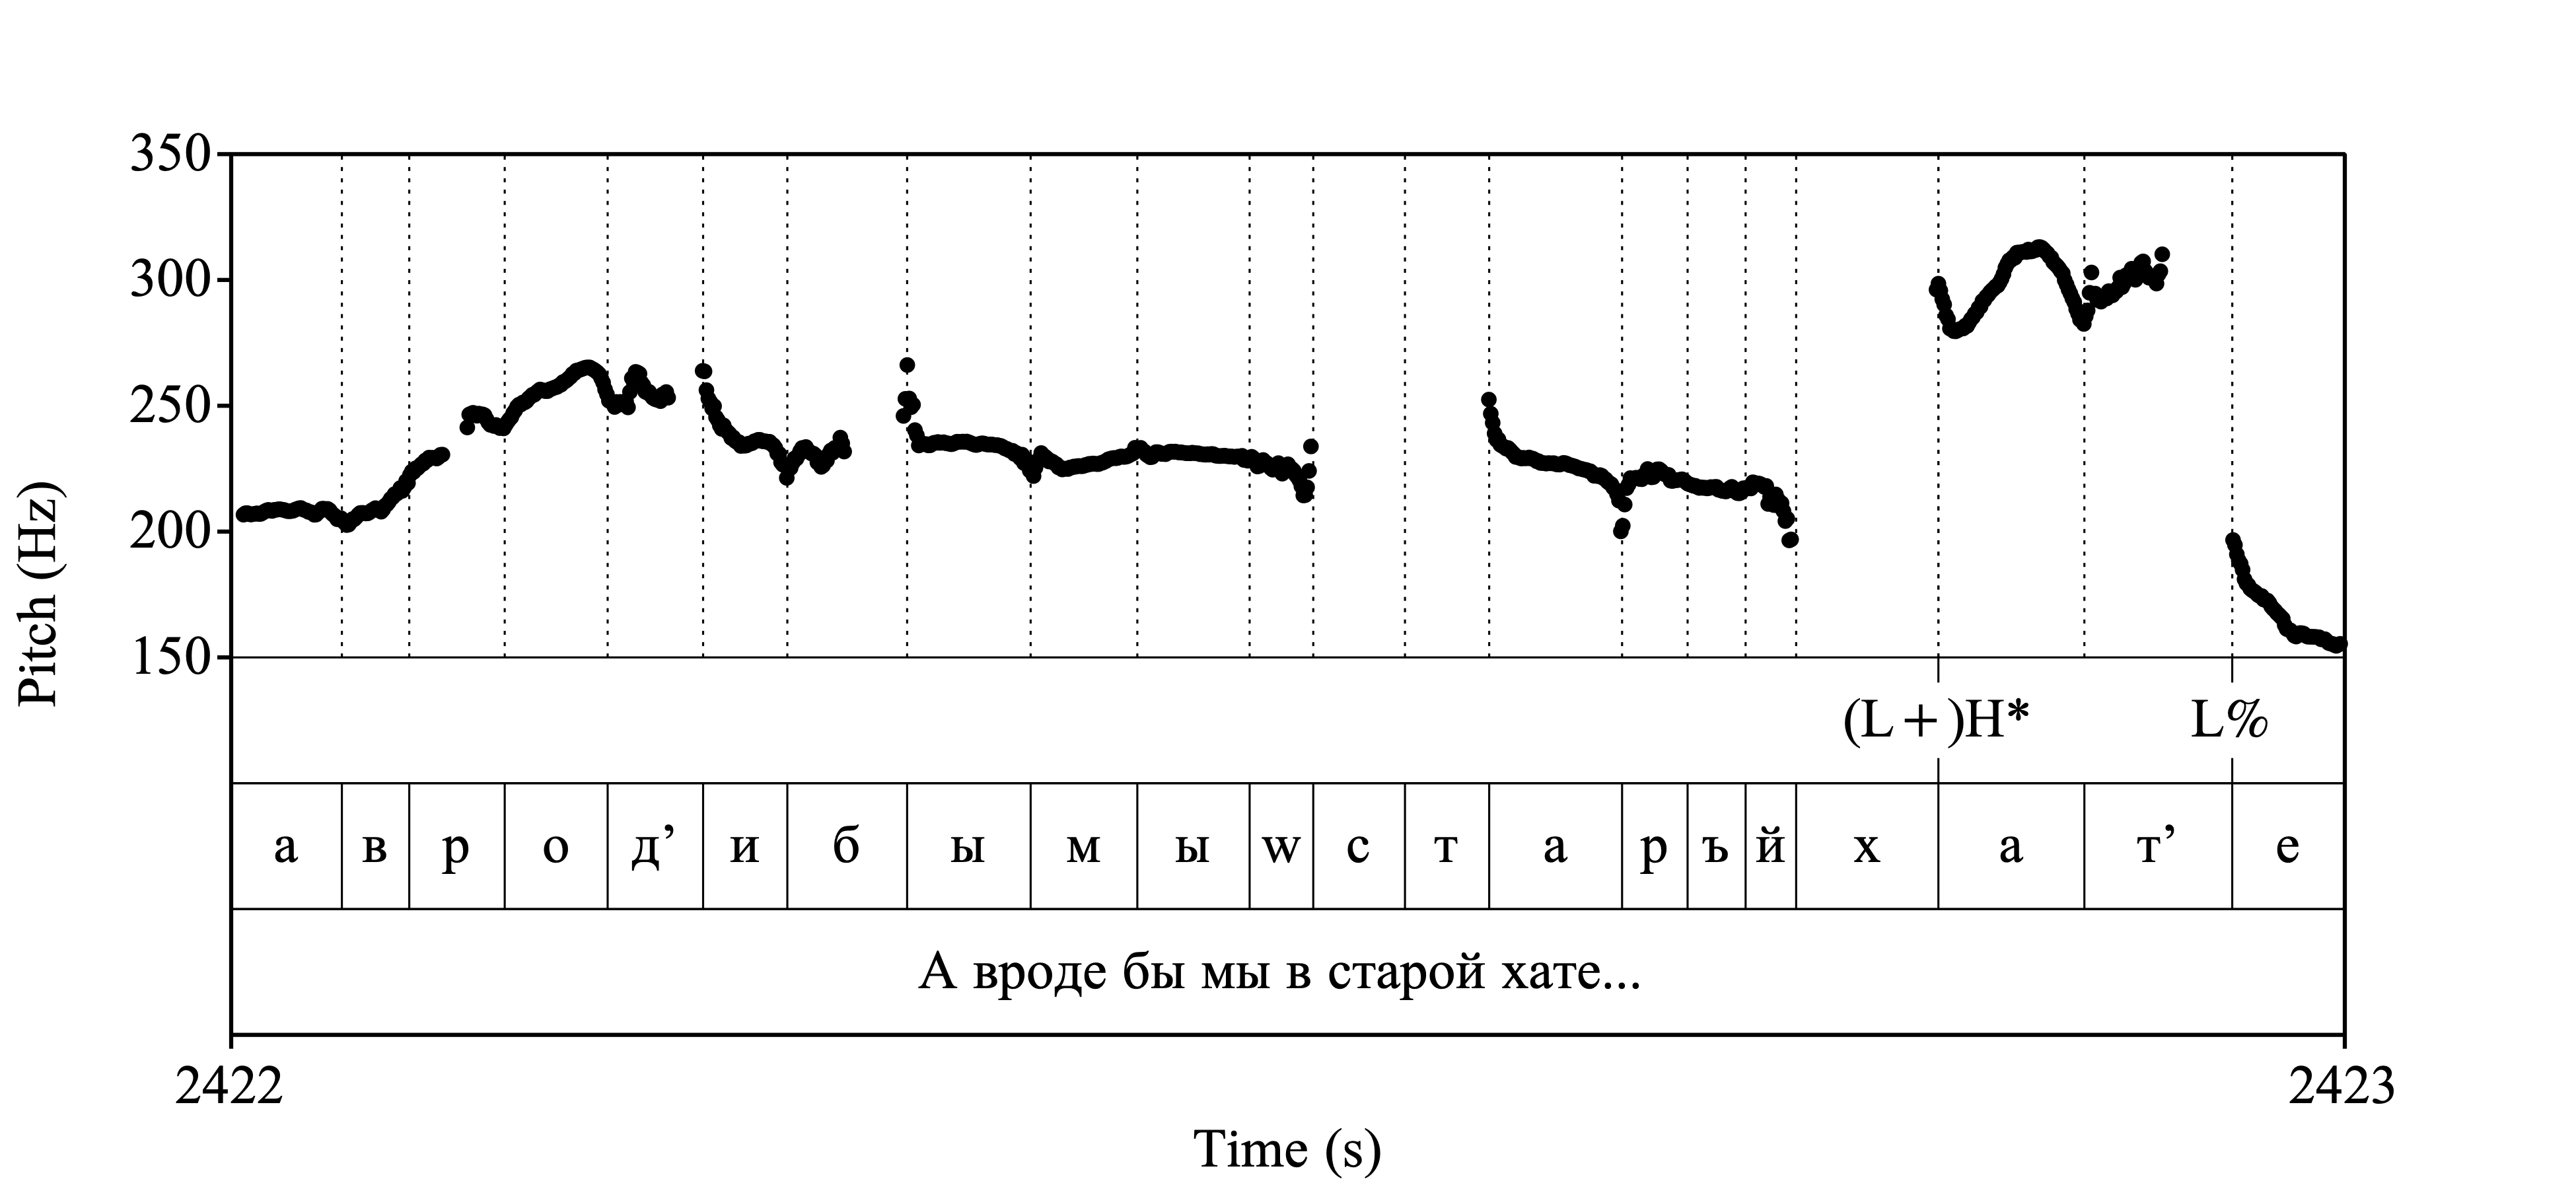 350
300
250
200
150
Pitch (Hz)
(L+)H* L%
а в р о д’ и б ы м ы w с т а р ъ й х а т’ е
А вроде бы мы в старой хате...
2422 2423
Time (s)